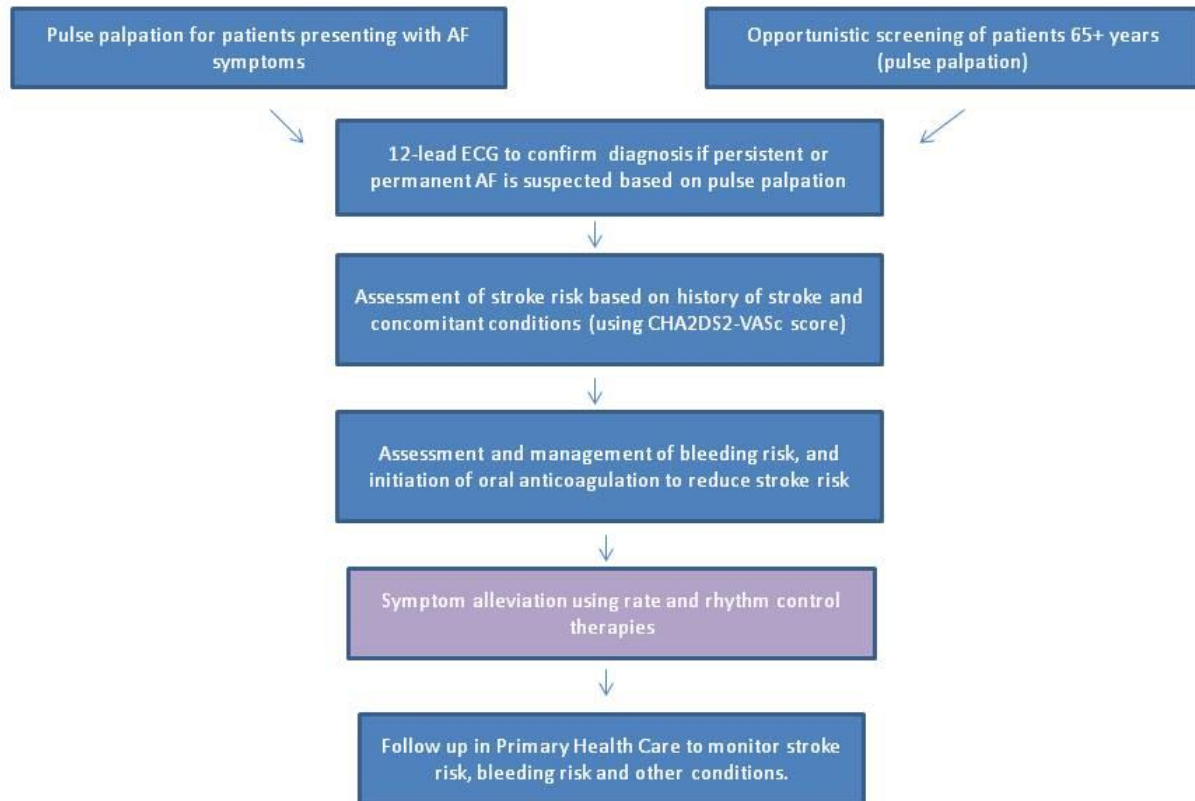 Pulse palpation for patients presenting with AF
symptoms
Opportunistic screening of patients 65+ years
(pulse palpation)
12-lead ECG to confirm diagnosis if persistent or
permanent AF is suspected based on pulse palpation
Assessment of stroke risk based on history of stroke and
concomitant conditions (using CHA2DS2-VASc score)
Assessment and management of bleeding risk, and
initiation of oral anticoagulation to reduce stroke risk
Symptom alleviation using rate and rhythm control
therapies
Follow up in Primary Health Care to monitor stroke
risk, bleeding risk and other conditions.